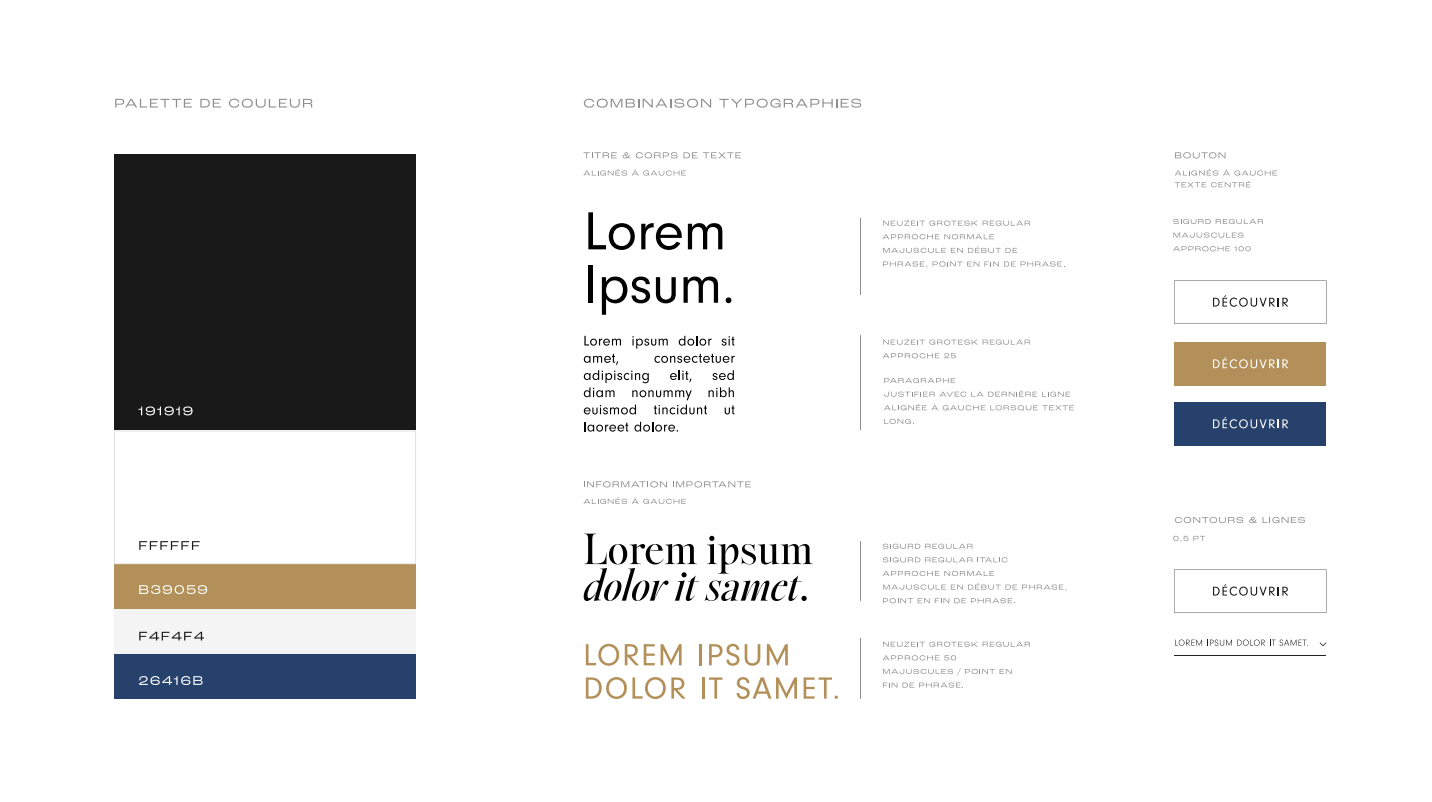 PALETTE DE COULEUR
191919
FFFFFF
B39059
F4F4F4
26416B
COMBINAISON TYPOGRAPHIES
TITRE & CORPS DE TEXTE
ALIGNÉS À GAUCHE
Lorem
Ipsum.
NEUZEIT GROTESK REGULAR
APPROCHE NORMALE
MAJUSCULE EN DÉBUT DE
PHRASE, POINT EN FIN DE PHRASE.
Lorem ipsum dolor sit
amet, consectetuer
adipiscing elit, sed
diam nonummy nibh
euismod tincidunt ut
laoreet dolore.
NEUZEIT GROTESK REGULAR
APPROCHE 25
PARAGRAPHE
JUSTIFIER AVEC LA DERNIÈRE LIGNE
ALIGNÉE À GAUCHE LORSQUE TEXTE
LONG.
INFORMATION IMPORTANTE
ALIGNÉS À GAUCHE
Lorem ipsum
dolor it samet.
SIGURD REGULAR
SIGURD REGULAR ITALIC
APPROCHE NORMALE
MAJUSCULE EN DÉBUT DE PHRASE,
POINT EN FIN DE PHRASE.
LOREM IPSUM
DOLOR IT SAMET.
NEUZEIT GROTESK REGULAR
APPROCHE 50
MAJUSCULES / POINT EN
FIN DE PHRASE.
BOUTON
ALIGNÉS À GAUCHE
TEXTE CENTRÉ
SIGURD REGULAR
MAJUSCULES
APPROCHE 100
DÉCOUVRIR
DÉCOUVRIR
DÉCOUVRIR
CONTOURS & LIGNES
0,5 PT
DÉCOUVRIR
LOREM IPSUM DOLOR IT SAMET.